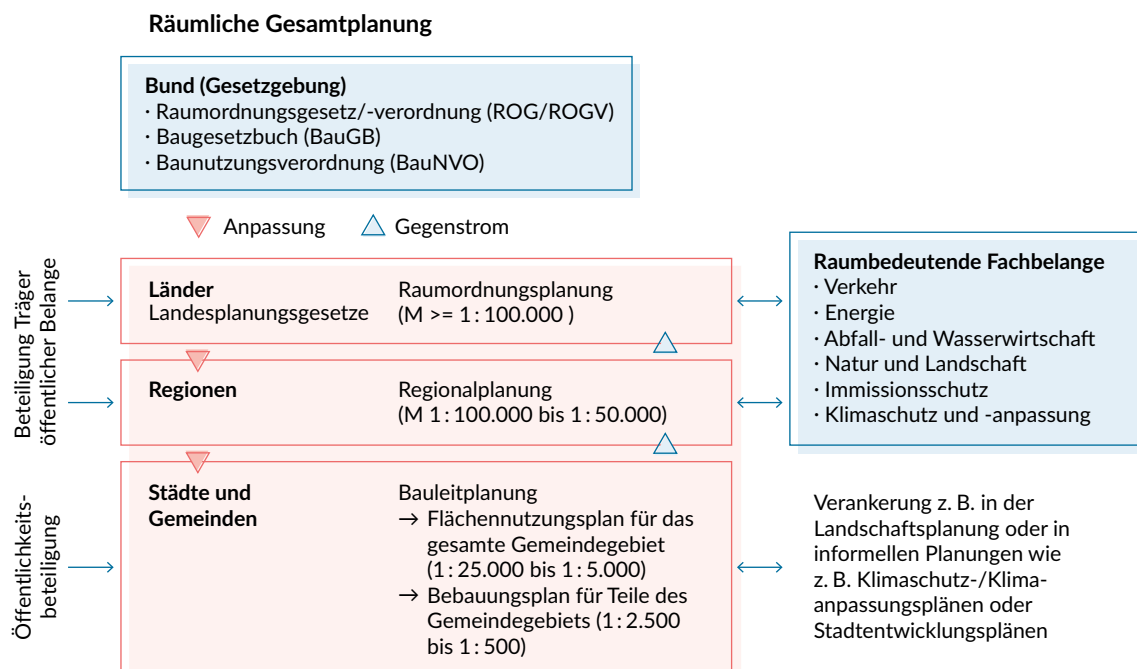 Räumliche Gesamtplanung
Bund (Gesetzgebung)
· Raumordnungsgesetz/-verordnung (ROG/ROGV)
· Baugesetzbuch (BauGB)
· Baunutzungsverordnung (BauNVO)
Anpassung
Gegenstrom
Beteiligung Träger
öffentlicher Belange
Länder
Landesplanungsgesetze
Raumordnungsplanung
(M >= 1:100.000 )
Regionen
Regionalplanung
(M 1:100.000 bis 1:50.000)
Raumbedeutende Fachbelange
· Verkehr
· Energie
· Abfall- und Wasserwirtschaft
· Natur und Landschaft
· Immissionsschutz
· Klimaschutz und -anpassung
Öffentlichkeits-
beteiligung
Städte und
Gemeinden
Bauleitplanung
→ Flächennutzungsplan für das
gesamte Gemeindegebiet
(1:25.000 bis 1:5.000)
→ Bebauungsplan für Teile des
Gemeindegebiets (1:2.500
bis 1:500)
Verankerung z. B. in der
Landschaftsplanung oder in
informellen Planungen wie
z. B. Klimaschutz-/Klima-
anpassungsplänen oder
Stadtentwicklungsplänen